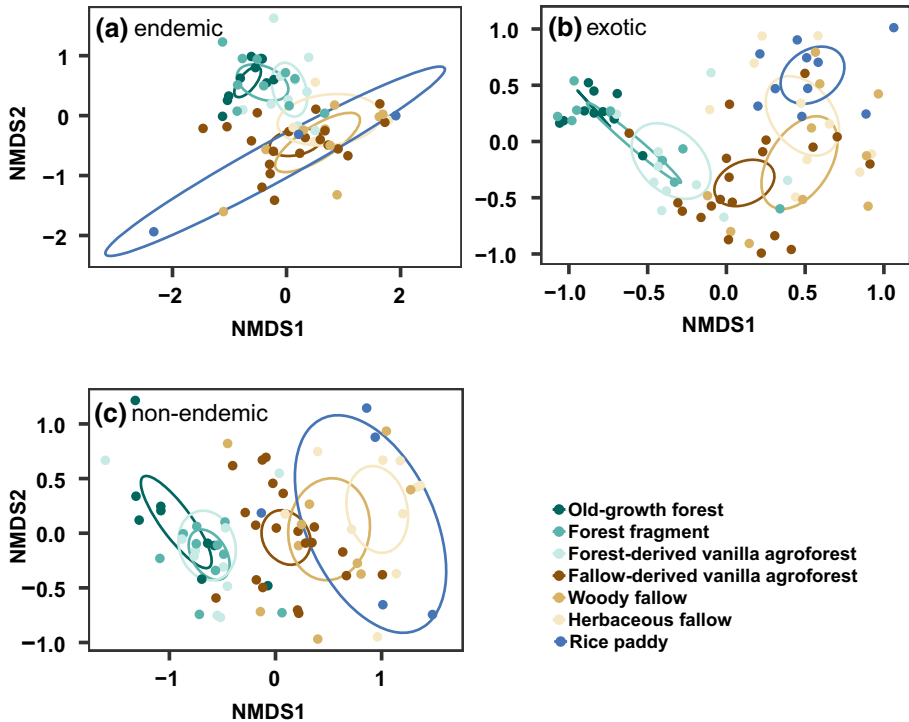 (a) endemic
1
0
−1
−2
NMDS2
−2
0
2
NMDS1
(b) exotic
1.0
0.5
0.0
−0.5
−1.0
−1.0
−0.5
0.0
0.5
1.0
NMDS1
(c) non-endemic
1.0
0.5
0.0
−0.5
−1.0
NMDS2
−1
0
1
NMDS1
Old-growth forest
Forest fragment
Forest-derived vanilla agroforest
Fallow-derived vanilla agroforest
Woody fallow
Herbaceous fallow
Rice paddy